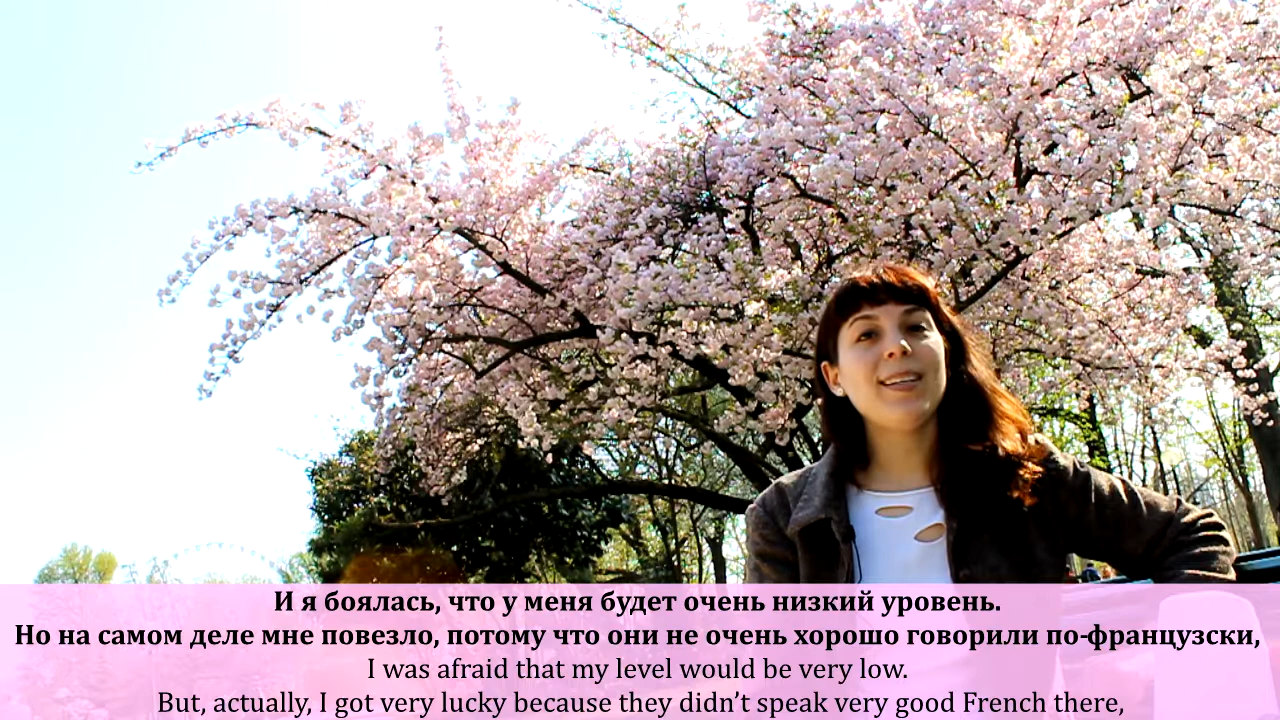 И я боялась, что у меня будет очень низкий уровень.
Но на самом деле мне повезло, потому что они не очень хорошо говорили по-французски,
I was afraid that my level would be very low.
But, actually, I got very lucky because they didn’t speak very good French there,